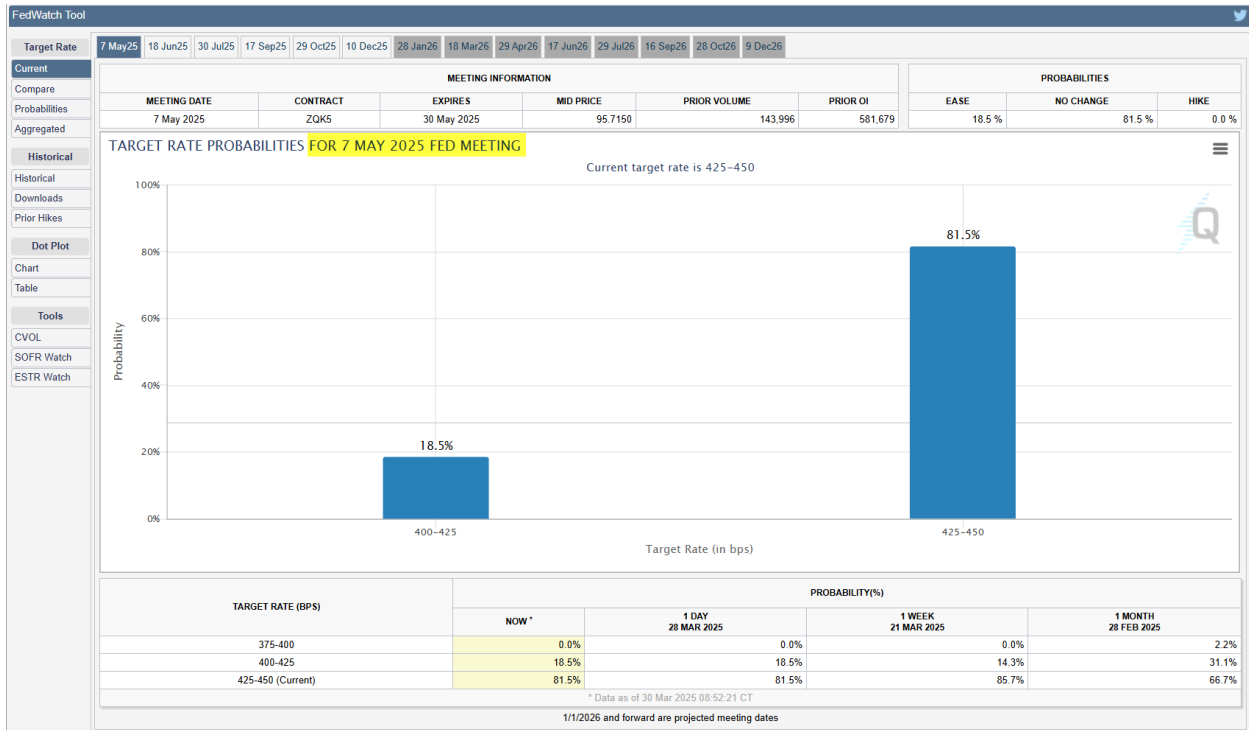 FedWatch Tool
Target Rate
Current
Compare
Probabilities
Aggregated
Historical
Historical
Downloads
Prior Hikes
Dot Plot
Chart
Table
Tools
CVOL
SOFR Watch
ESTR Watch
7 May25 18 Jun25 30 Jul25 17 Sep25 29 Oct25 10 Dec25 28 Jan26 18 Mar26 29 Apr26 17 Jun26 29 Jul26 16 Sep26 28 Oct26 9 Dec26
MEETING INFORMATION
MEETING DATE CONTRACT EXPIRES MID PRICE PRIOR VOLUME PRIOR OI
7 May 2025 ZQK5 30 May 2025 95.7150 143,996 581,679
PROBABILITIES
EASE NO CHANGE HIKE
18.5 % 81.5 % 0.0 %
TARGET RATE PROBABILITIES FOR 7 MAY 2025 FED MEETING
Current target rate is 425-450
Q
Probability
100%
80%
60%
40%
20%
0%
18.5%
81.5%
400-425 425-450
Target Rate (in bps)
TARGET RATE (BPS) PROBABILITY(%)
NOW * 1 DAY 28 MAR 2025 1 WEEK 21 MAR 2025 1 MONTH 28 FEB 2025
375-400 0.0% 0.0% 0.0% 2.2%
400-425 18.5% 18.5% 14.3% 31.1%
425-450 (Current) 81.5% 81.5% 85.7% 66.7%
* Data as of 30 Mar 2025 08:52:21 CT
1/1/2026 and forward are projected meeting dates